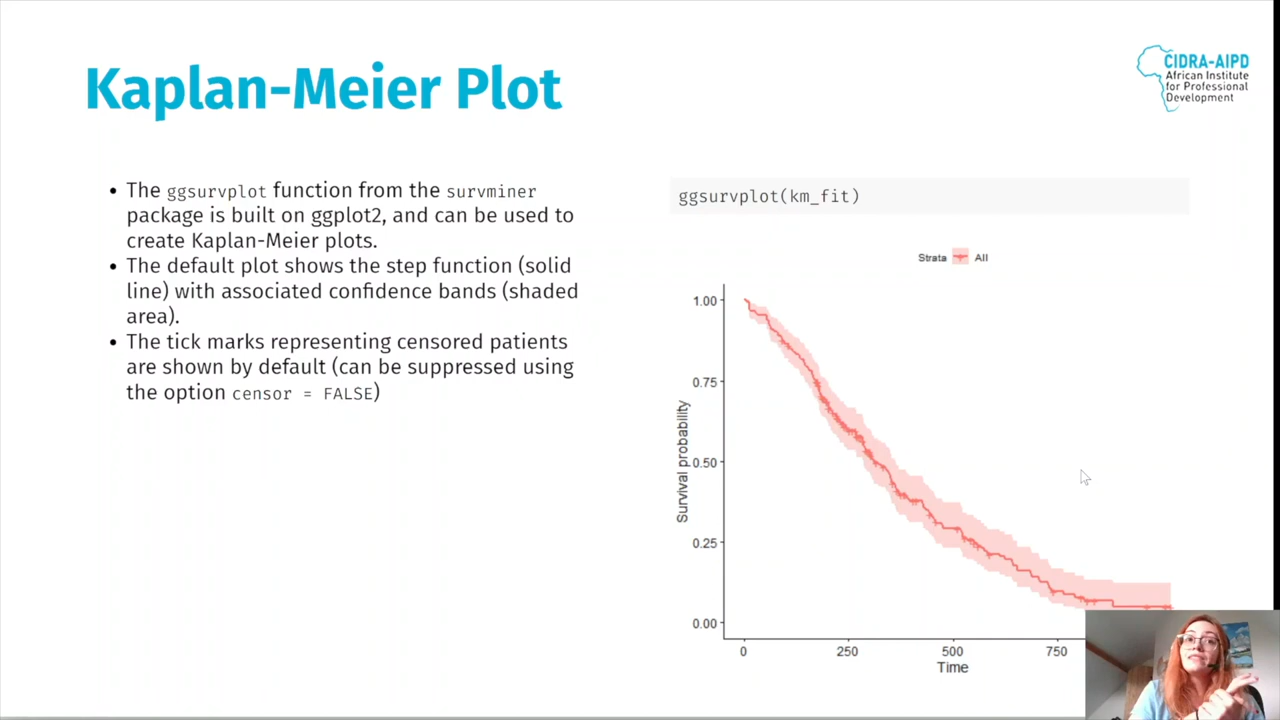 Kaplan-Meier Plot
CIDRA-AIPD
African Institute
for Professional
Development
• The ggsurvplot function from the survminer
package is built on ggplot2, and can be used to
create Kaplan-Meier plots.
• The default plot shows the step function (solid
line) with associated confidence bands (shaded
area).
• The tick marks representing censored patients
are shown by default (can be suppressed using
the option censor = FALSE)
ggsurvplot(km_fit)
Strata All
Survival probability
1.00
0.75
0.50
0.25
0.00
0 250 500 750
Time